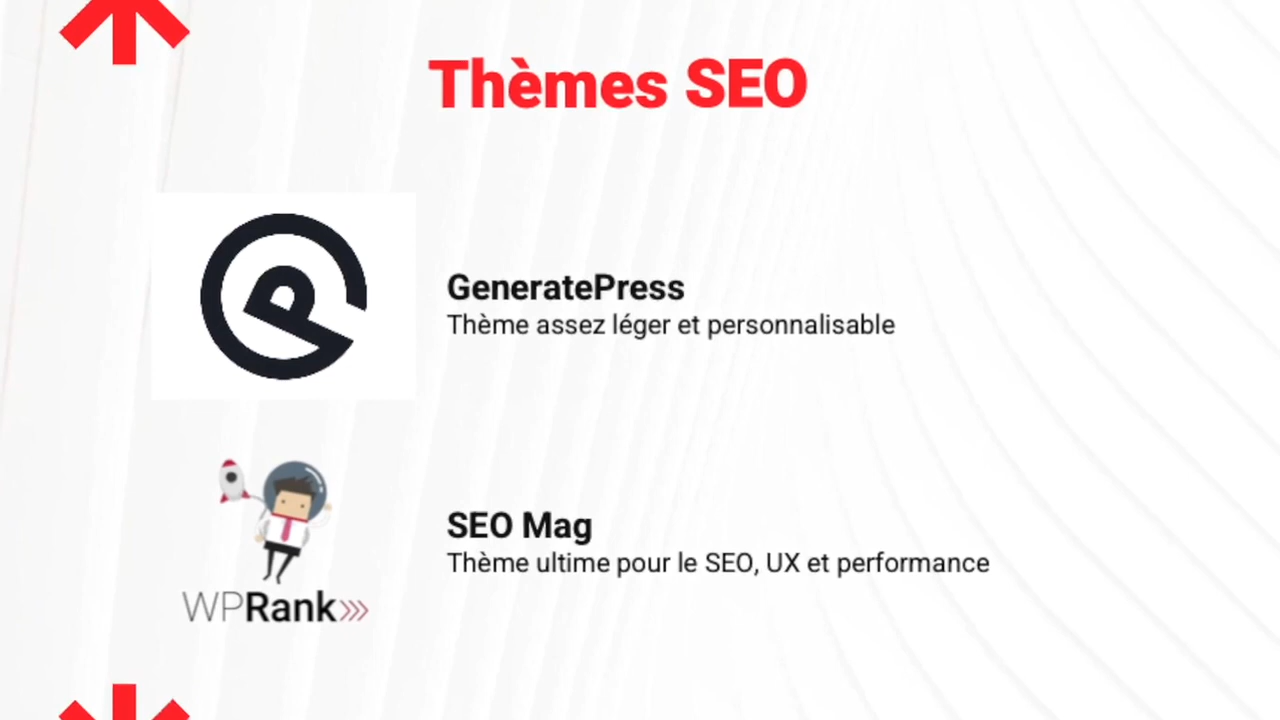 Thèmes SEO
GeneratePress
Thème assez léger et personnalisable
SEO Mag
Thème ultime pour le SEO, UX et performance
WPRank